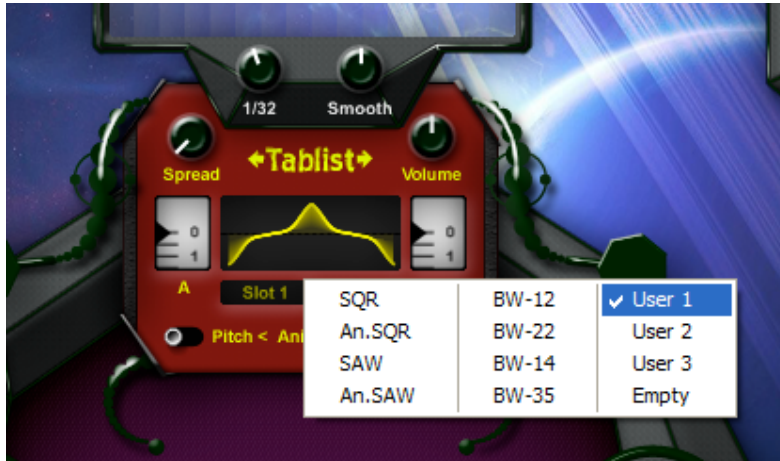 1/32 Smooth
Spread Tablist Volume
0 0
1 1
A Slot 1
Pitch < Ani
SQR BW-12 User 1
An.SQR BW-22 User 2
SAW BW-14 User 3
An.SAW BW-35 Empty